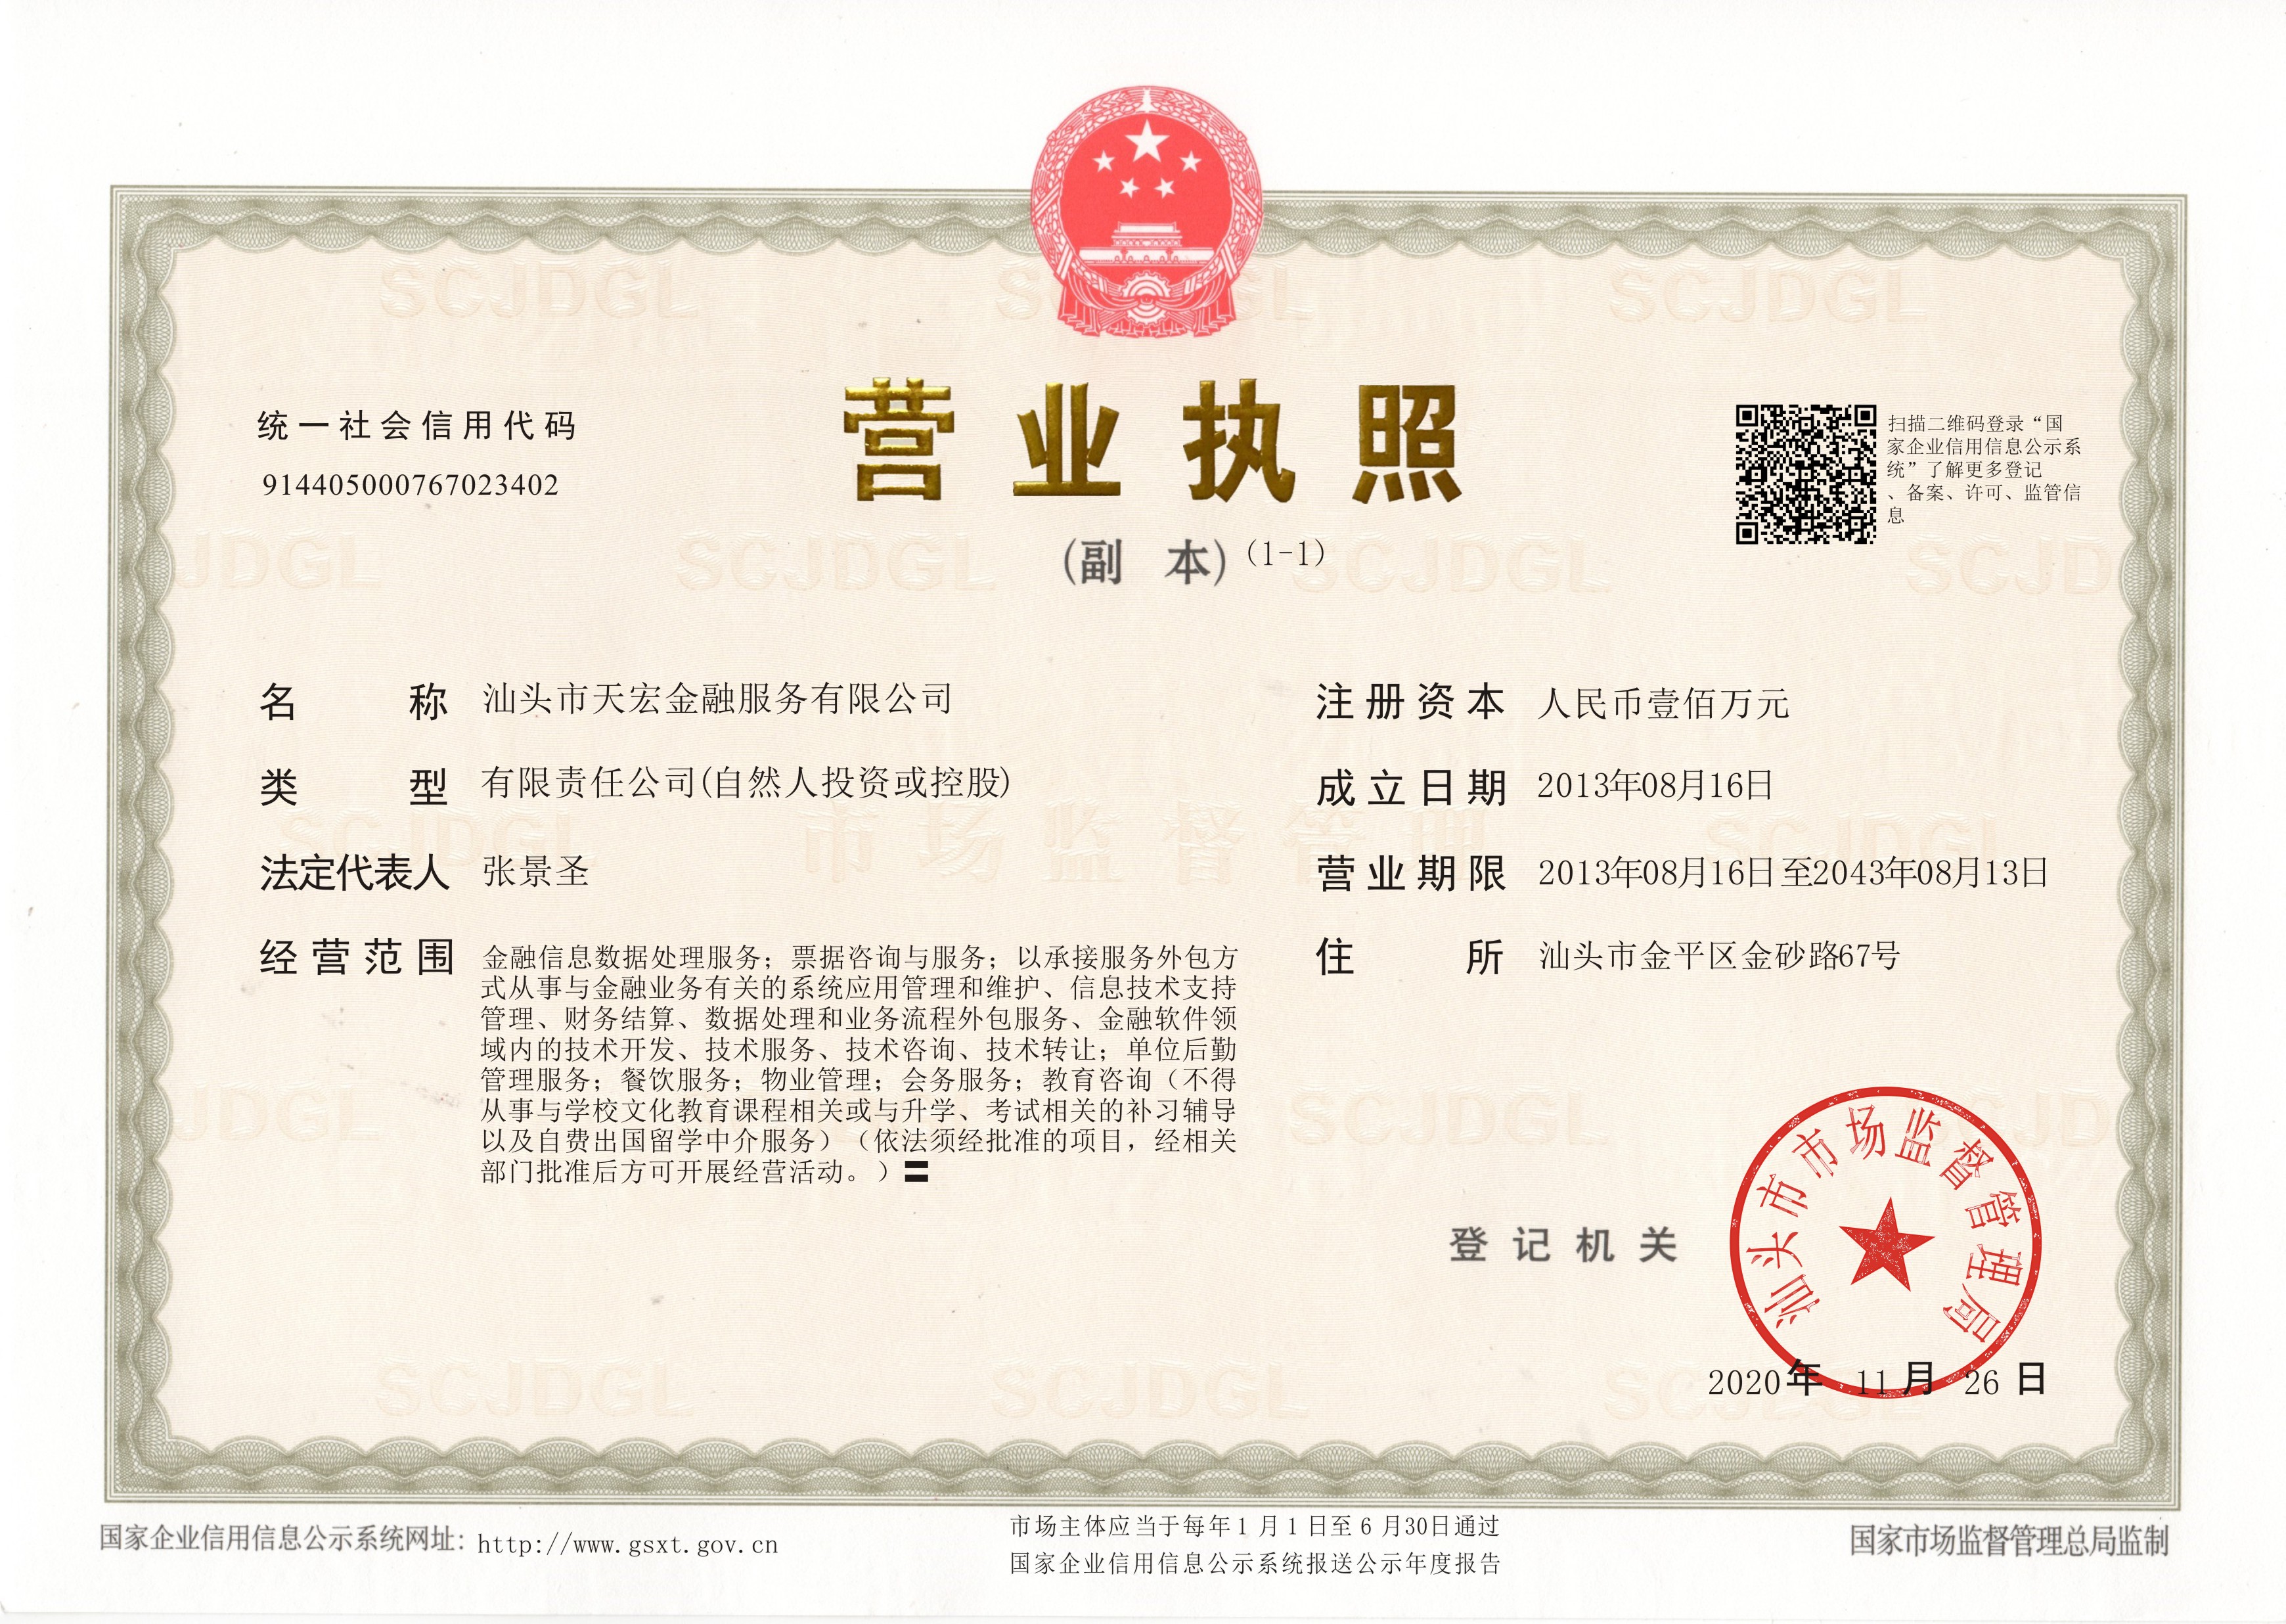 营业执照
(副 本)(1-1)
统一社会信用代码
914405000767023402
扫描二维码登录“国
家企业信用信息公示系
统”了解更多登记
、备案、许可、监管信
息
名 称 汕头市天宏金融服务有限公司
类 型 有限责任公司(自然人投资或控股)
法定代表人 张景圣
经营范围 金融信息数据处理服务；票据咨询与服务；以承接服务外包方
式从事与金融业务有关的系统应用管理和维护、信息技术支持
管理、财务结算、数据处理和业务流程外包服务、金融软件领
域内的技术开发、技术服务、技术咨询、技术转让；单位后勤
管理服务；餐饮服务；物业管理；会务服务；教育咨询（不得
从事与学校文化教育课程相关或与升学、考试相关的补习辅导
以及自费出国留学中介服务）（依法须经批准的项目，经相关
部门批准后方可开展经营活动。）〓
注册资本 人民币壹佰万元
成立日期 2013年08月16日
营业期限 2013年08月16日至2043年08月13日
住 所 汕头市金平区金砂路67号
登记机关
汕头市市场监督管理局
2020年 11月 26日
国家企业信用信息公示系统网址：http://www.gsxt.gov.cn
市场主体应当于每年1月1日至6月30日通过
国家企业信用信息公示系统报送公示年度报告
国家市场监督管理总局监制
SCJDGL
市场监督管理